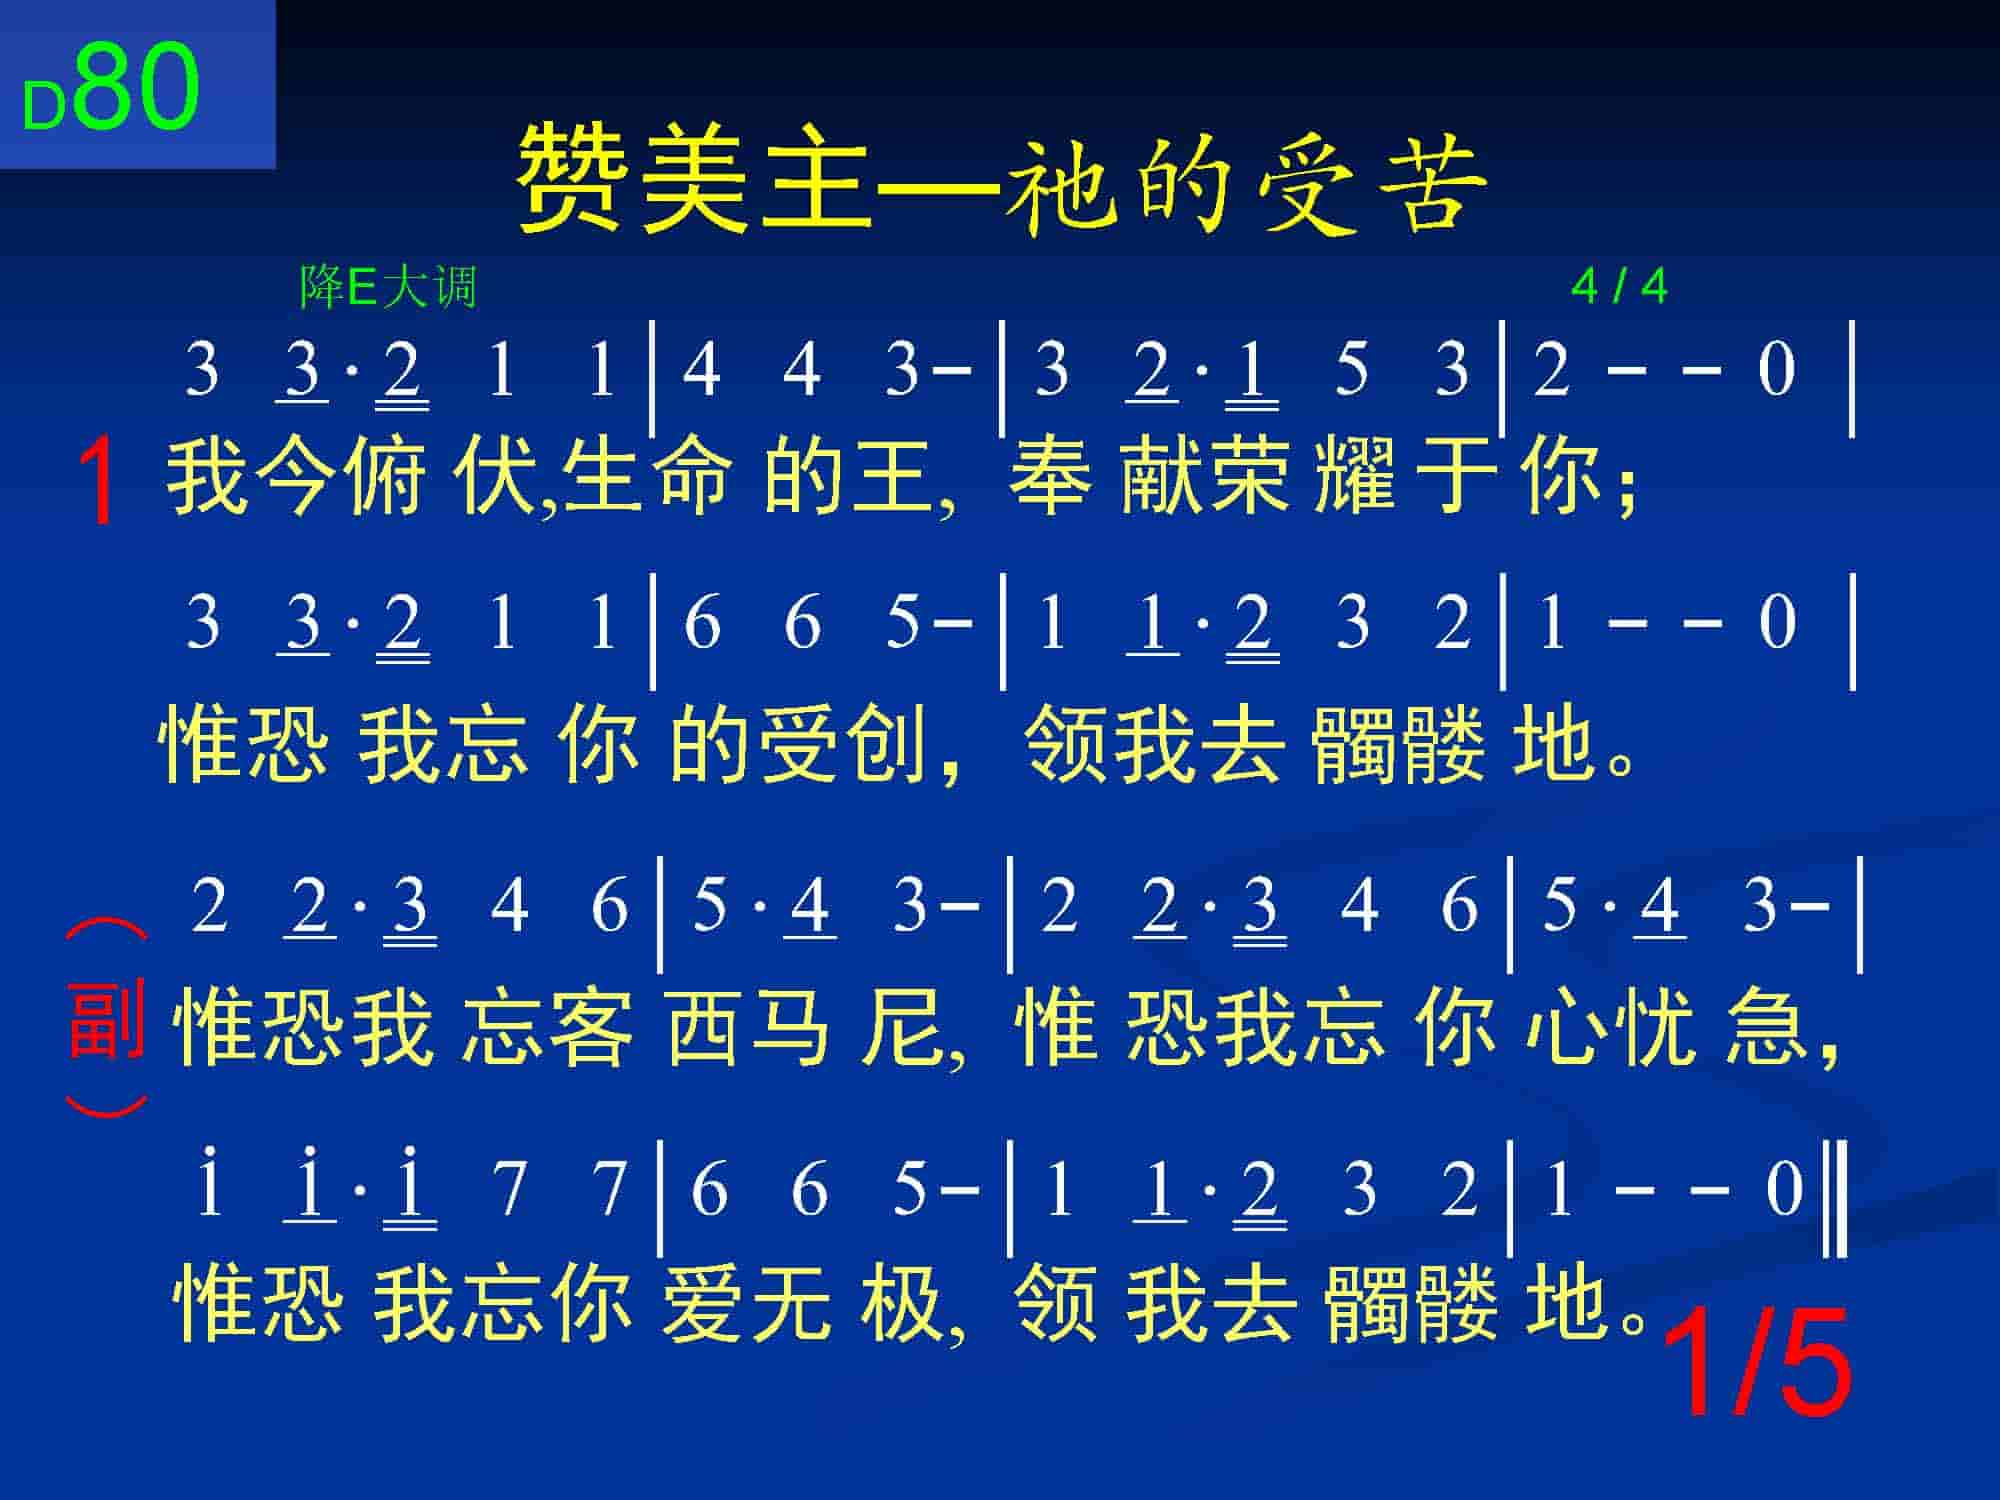 D80
赞美主—祂的受苦
降E大调 4 / 4
3 3 · 2 1 1 | 4 4 3 – | 3 2 · 1 5 3 | 2 – – 0 |
1 我今俯 伏,生命 的王, 奉 献荣 耀 于 你；
3 3 · 2 1 1 | 6 6 5 – | 1 1 · 2 3 2 | 1 – – 0 |
惟恐 我忘 你 的受创， 领我去 髑髅 地。
2 2 · 3 4 6 | 5 · 4 3 – | 2 2 · 3 4 6 | 5 · 4 3 – |
（副） 惟恐我 忘客 西马 尼, 惟 恐我忘 你 心忧 急，
i i · i 7 7 | 6 6 5 – | 1 1 · 2 3 2 | 1 – – 0 ‖
惟恐 我忘你 爱无 极, 领 我去 髑髅 地。
1/5